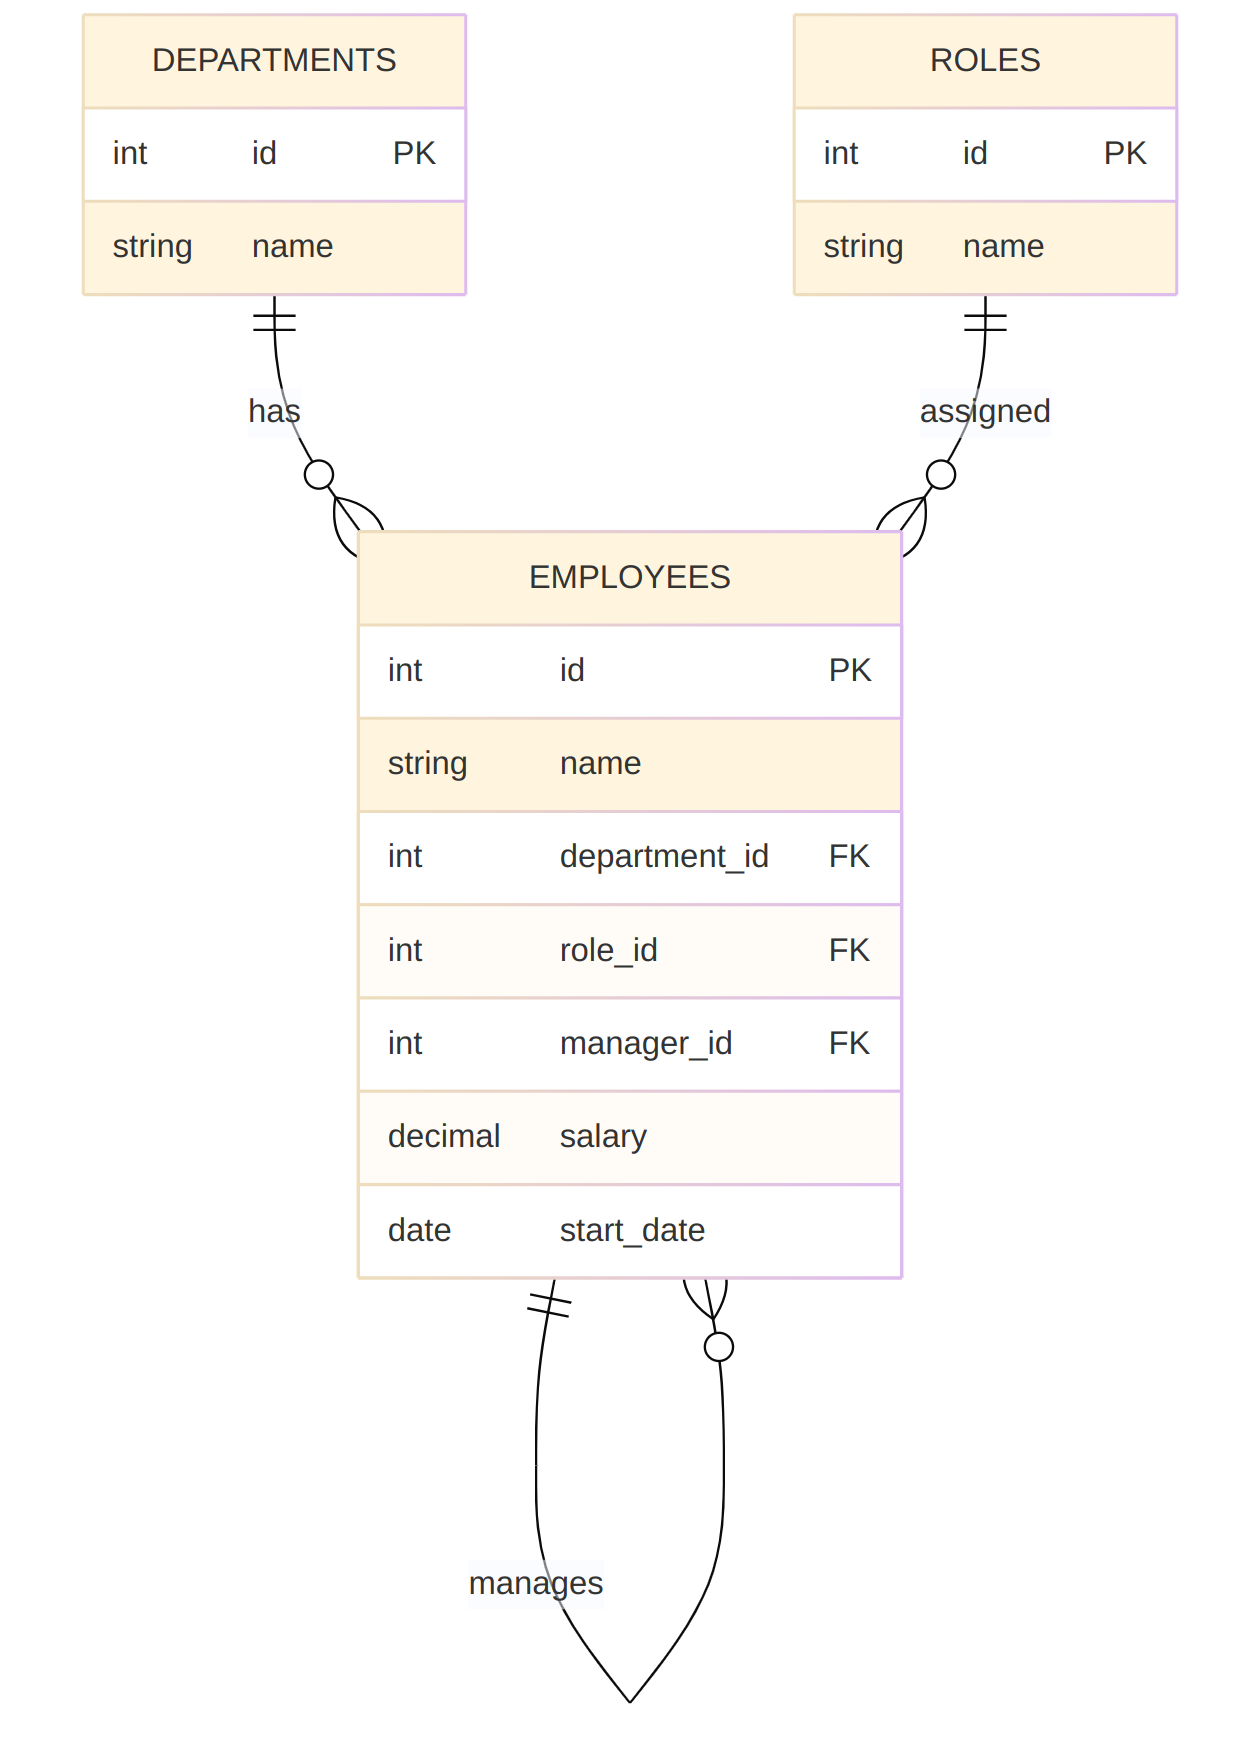 DEPARTMENTS
int id PK
string name
ROLES
int id PK
string name
has
assigned
EMPLOYEES
int id PK
string name
int department_id FK
int role_id FK
int manager_id FK
decimal salary
date start_date
manages